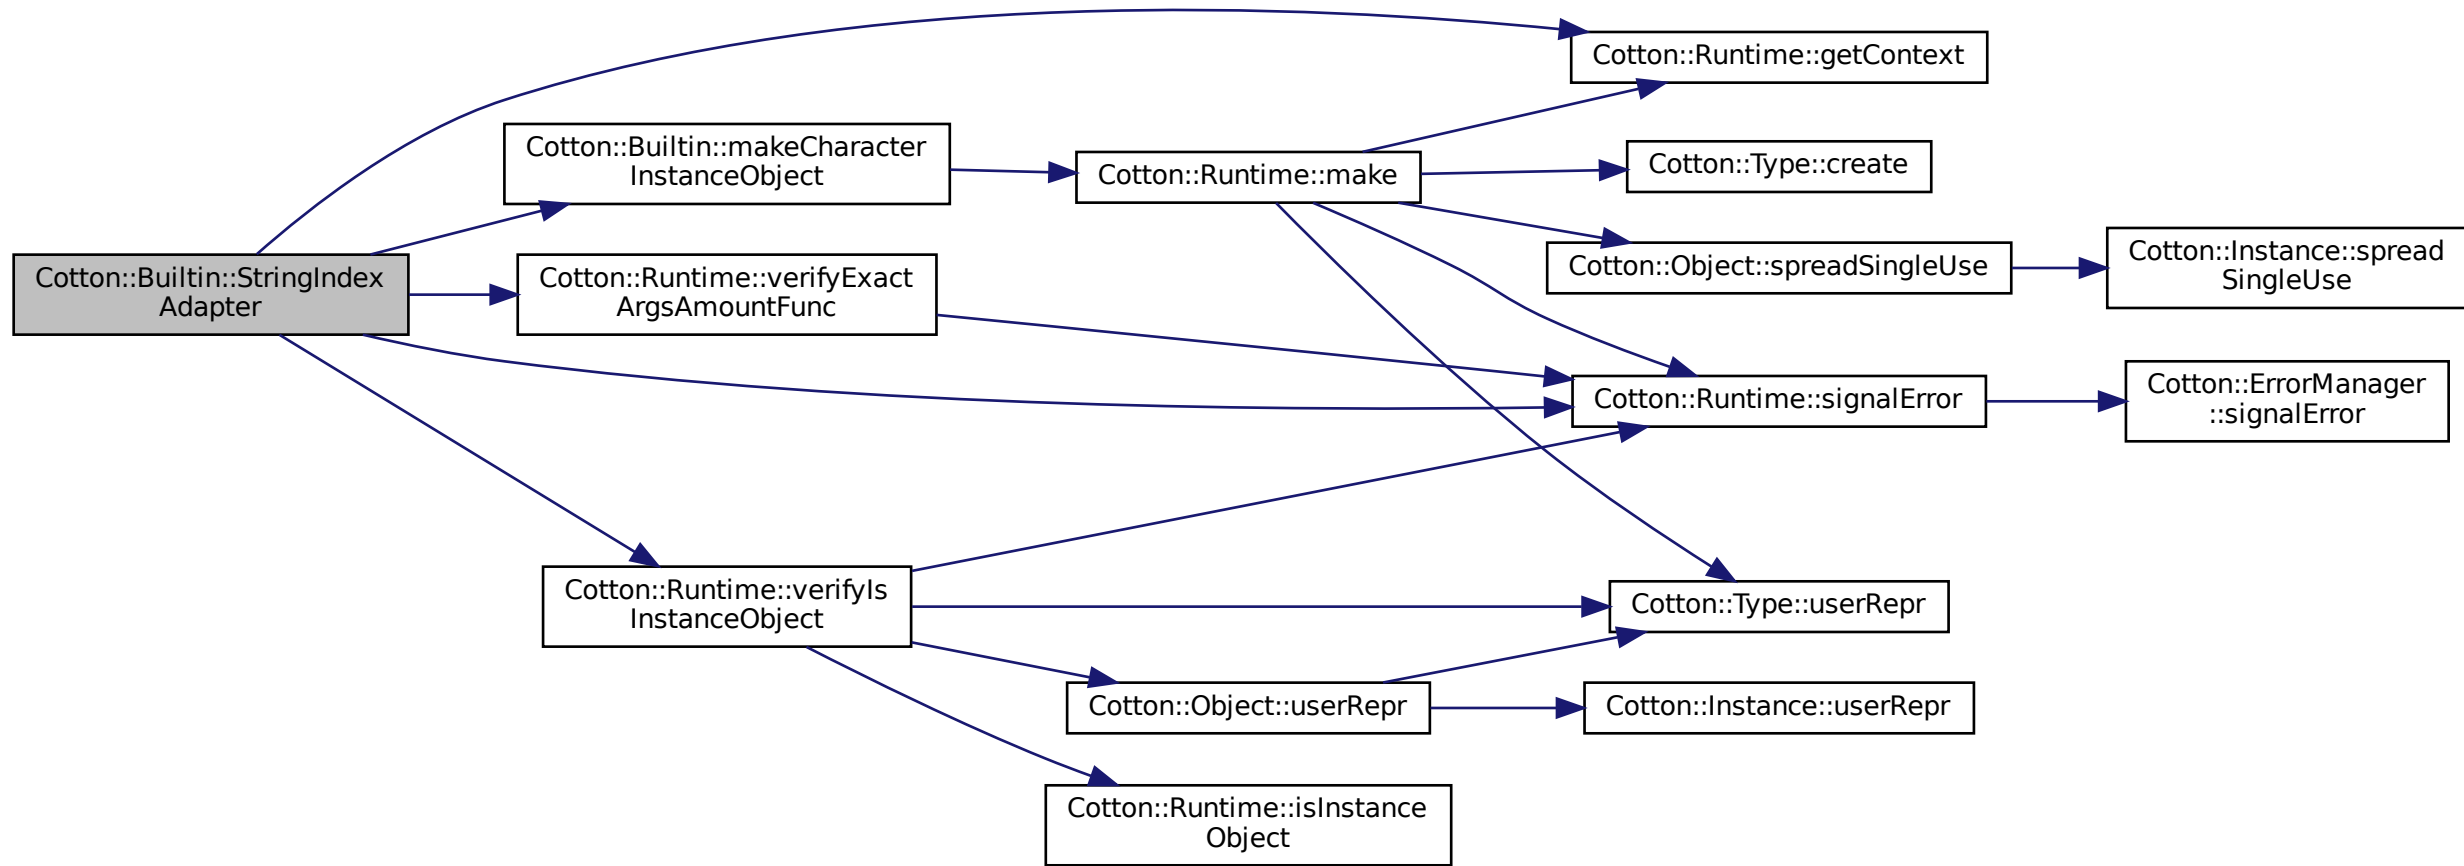 Cotton::Builtin::StringIndex
Adapter
Cotton::Runtime::getContext
Cotton::Builtin::makeCharacter
InstanceObject
Cotton::Runtime::make
Cotton::Type::create
Cotton::Object::spreadSingleUse
Cotton::Instance::spread
SingleUse
Cotton::Runtime::verifyExact
ArgsAmountFunc
Cotton::Runtime::signalError
Cotton::ErrorManager
::signalError
Cotton::Runtime::verifyIs
InstanceObject
Cotton::Type::userRepr
Cotton::Object::userRepr
Cotton::Instance::userRepr
Cotton::Runtime::isInstance
Object